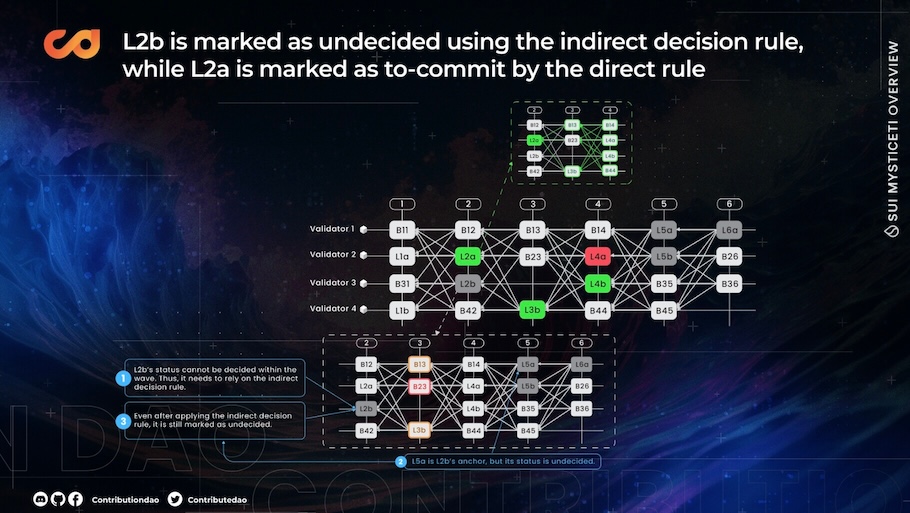 L2b is marked as undecided using the indirect decision rule,
while L2a is marked as to-commit by the direct rule
SUI MYSTICETI OVERVIEW
2 3 4
B12 B13 B14
L2a B23 L4a
L2b L4b
B42 L3b B44
1 2 3 4 5 6
Validator 1 B11 B12 B13 B14 L5a L6a
Validator 2 L1a L2a B23 L4a L5b B26
Validator 3 B31 L2b L4b B35 B36
Validator 4 L1b B42 L3b B44 B45
2 3 4 5 6
B12 B13 B14 L5a L6a
L2a B23 L4a L5b B26
L2b L4b B35 B36
B42 L3b B44 B45
1 L2b's status cannot be decided within the
wave. Thus, it needs to rely on the indirect
decision rule.
3 Even after applying the indirect decision
rule, it is still marked as undecided.
2 L5a is L2b's anchor, but its status is undecided.
N DAO CONTRIBUTIO
Contributiondao Contributedao